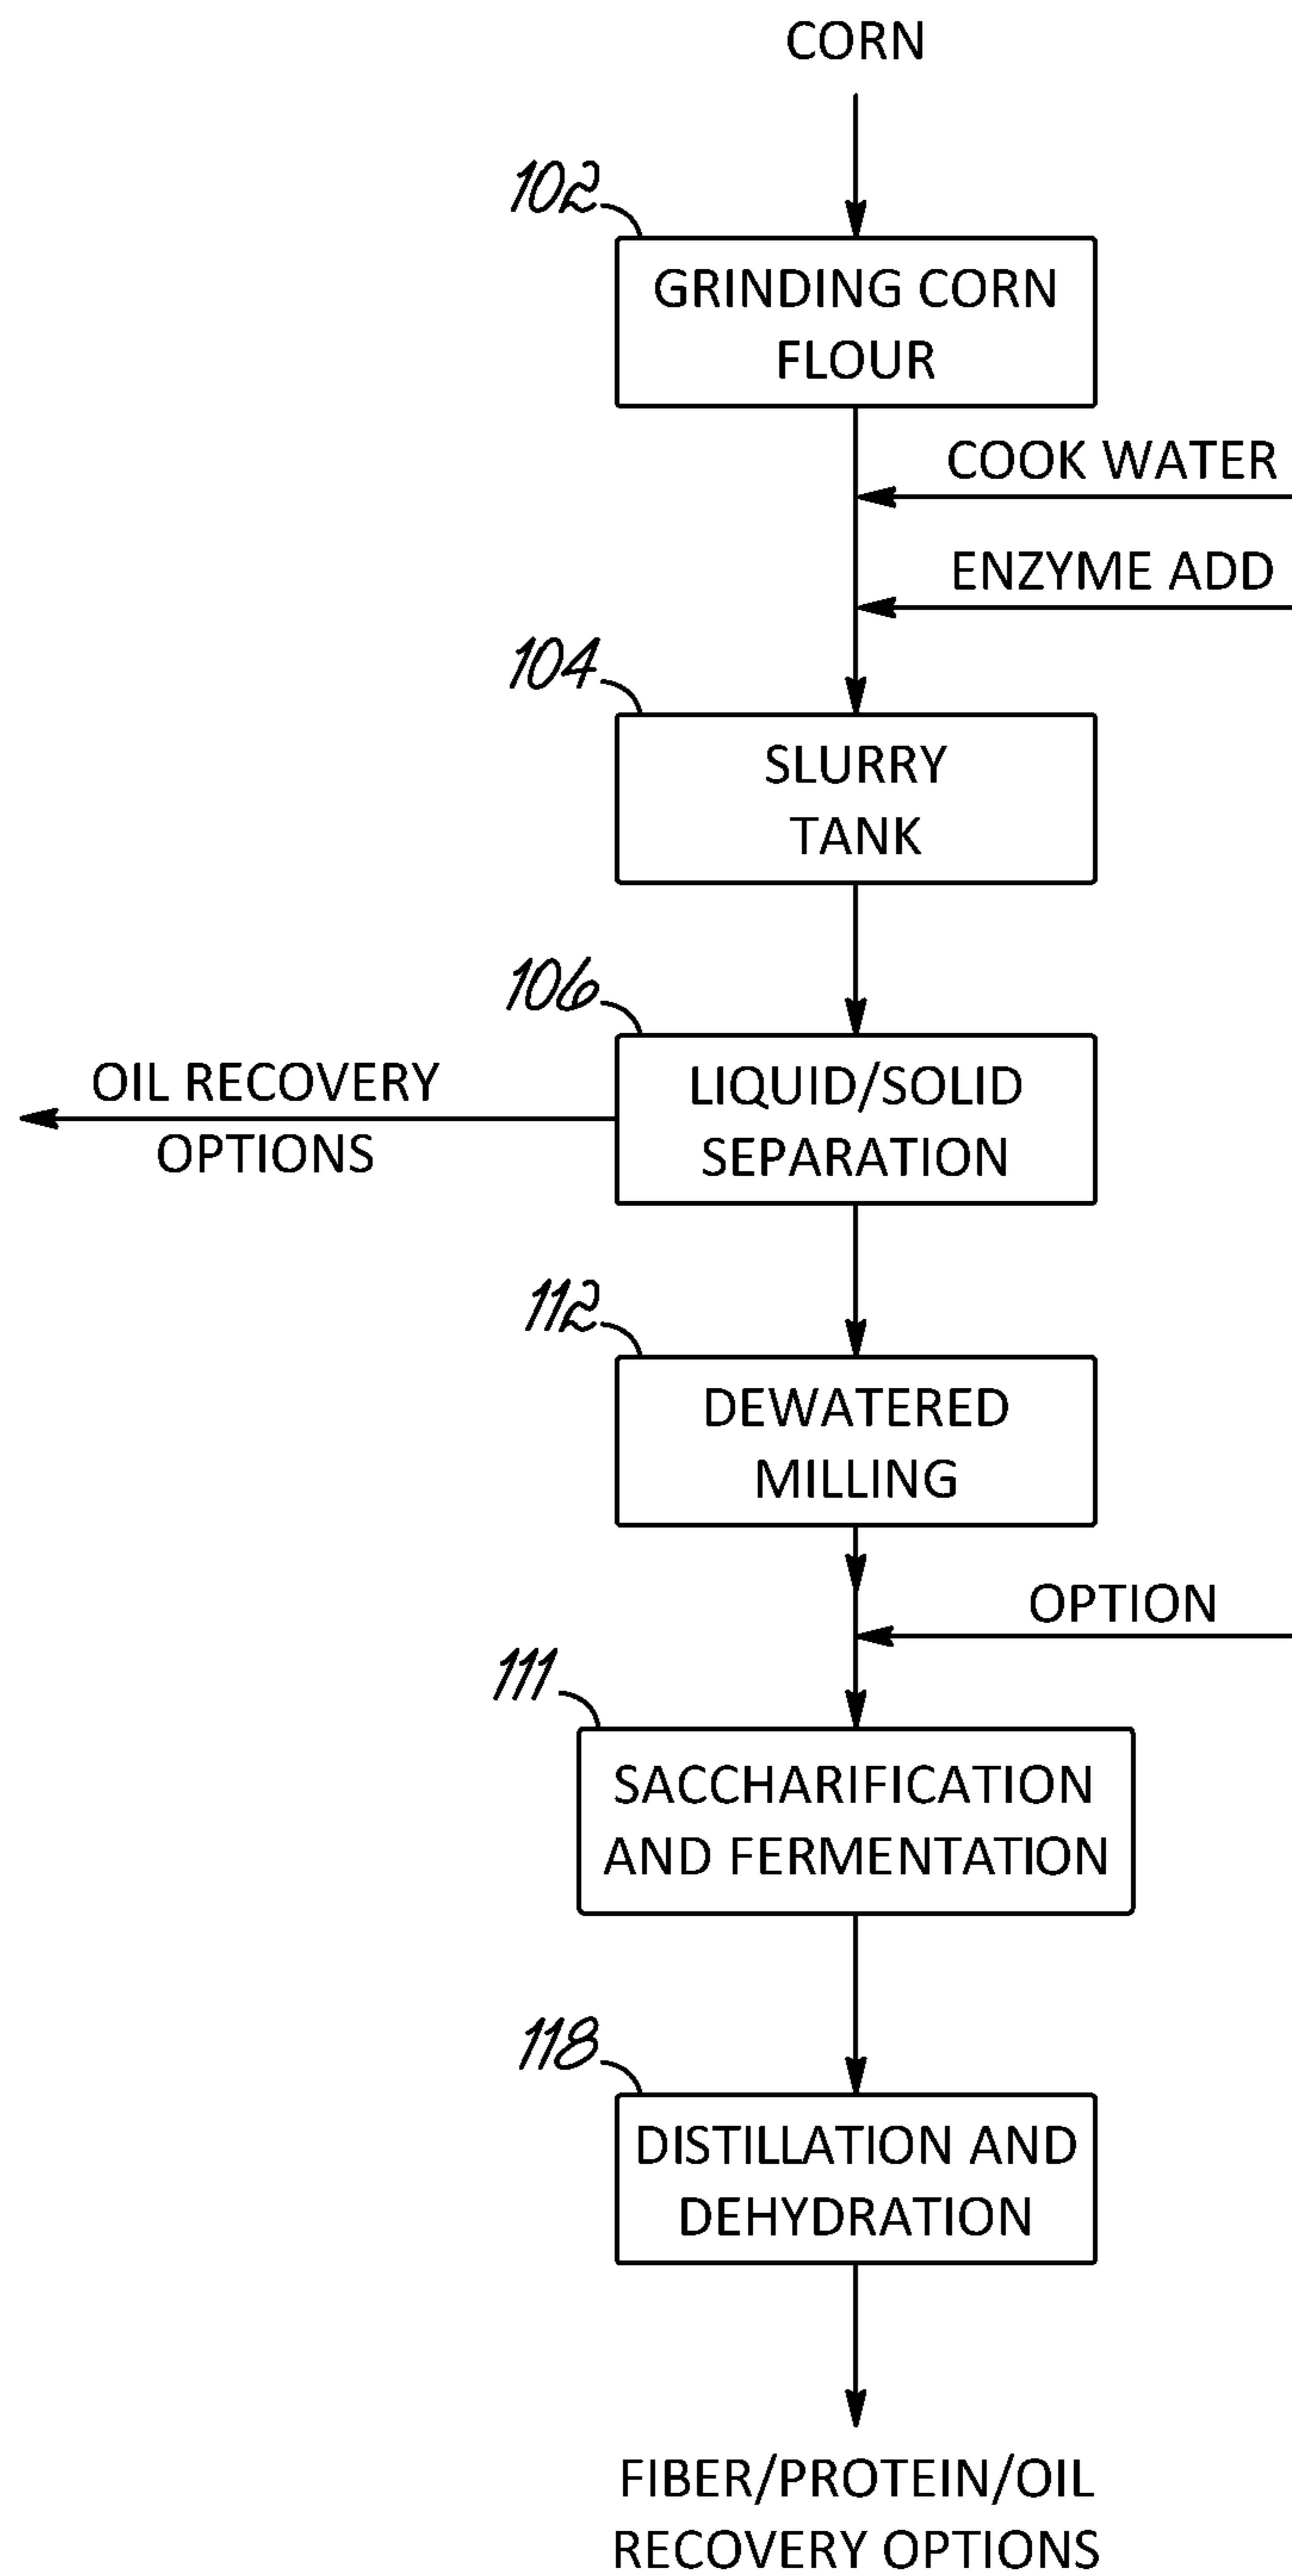 CORN
102
GRINDING CORN
FLOUR
COOK WATER
ENZYME ADD
104
SLURRY
TANK
106
OIL RECOVERY
OPTIONS
LIQUID/SOLID
SEPARATION
112
DEWATERED
MILLING
OPTION
111
SACCHARIFICATION
AND FERMENTATION
118
DISTILLATION AND
DEHYDRATION
FIBER/PROTEIN/OIL
RECOVERY OPTIONS